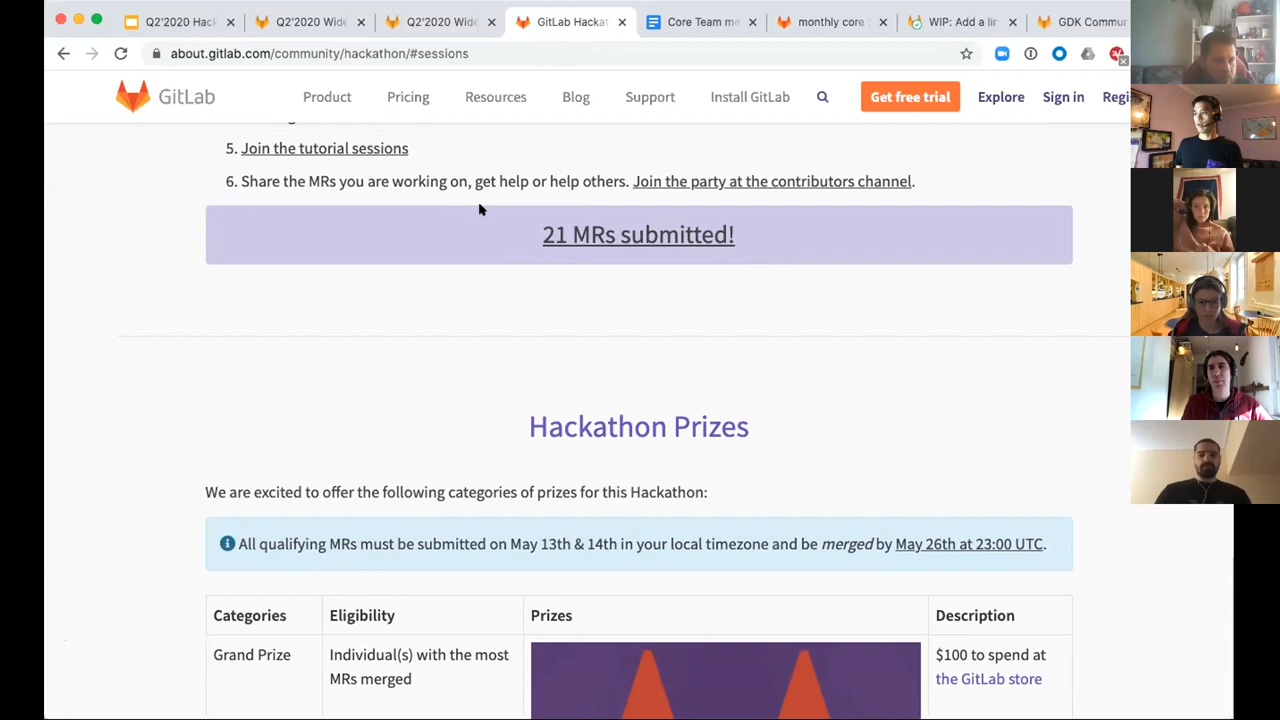 Q2'2020 Hack
Q2'2020 Wide
Q2'2020 Wide
GitLab Hackat
Core Team me
monthly core
WIP: Add a lin
GDK Commu
about.gitlab.com/community/hackathon/#sessions
GitLab
Product
Pricing
Resources
Blog
Support
Install GitLab
Get free trial
Explore
Sign in
Regi
5. Join the tutorial sessions
6. Share the MRs you are working on, get help or help others. Join the party at the contributors channel.
21 MRs submitted!
Hackathon Prizes
We are excited to offer the following categories of prizes for this Hackathon:
All qualifying MRs must be submitted on May 13th & 14th in your local timezone and be merged by May 26th at 23:00 UTC.
Categories
Eligibility
Prizes
Description
Grand Prize
Individual(s) with the most
MRs merged
$100 to spend at
the GitLab store